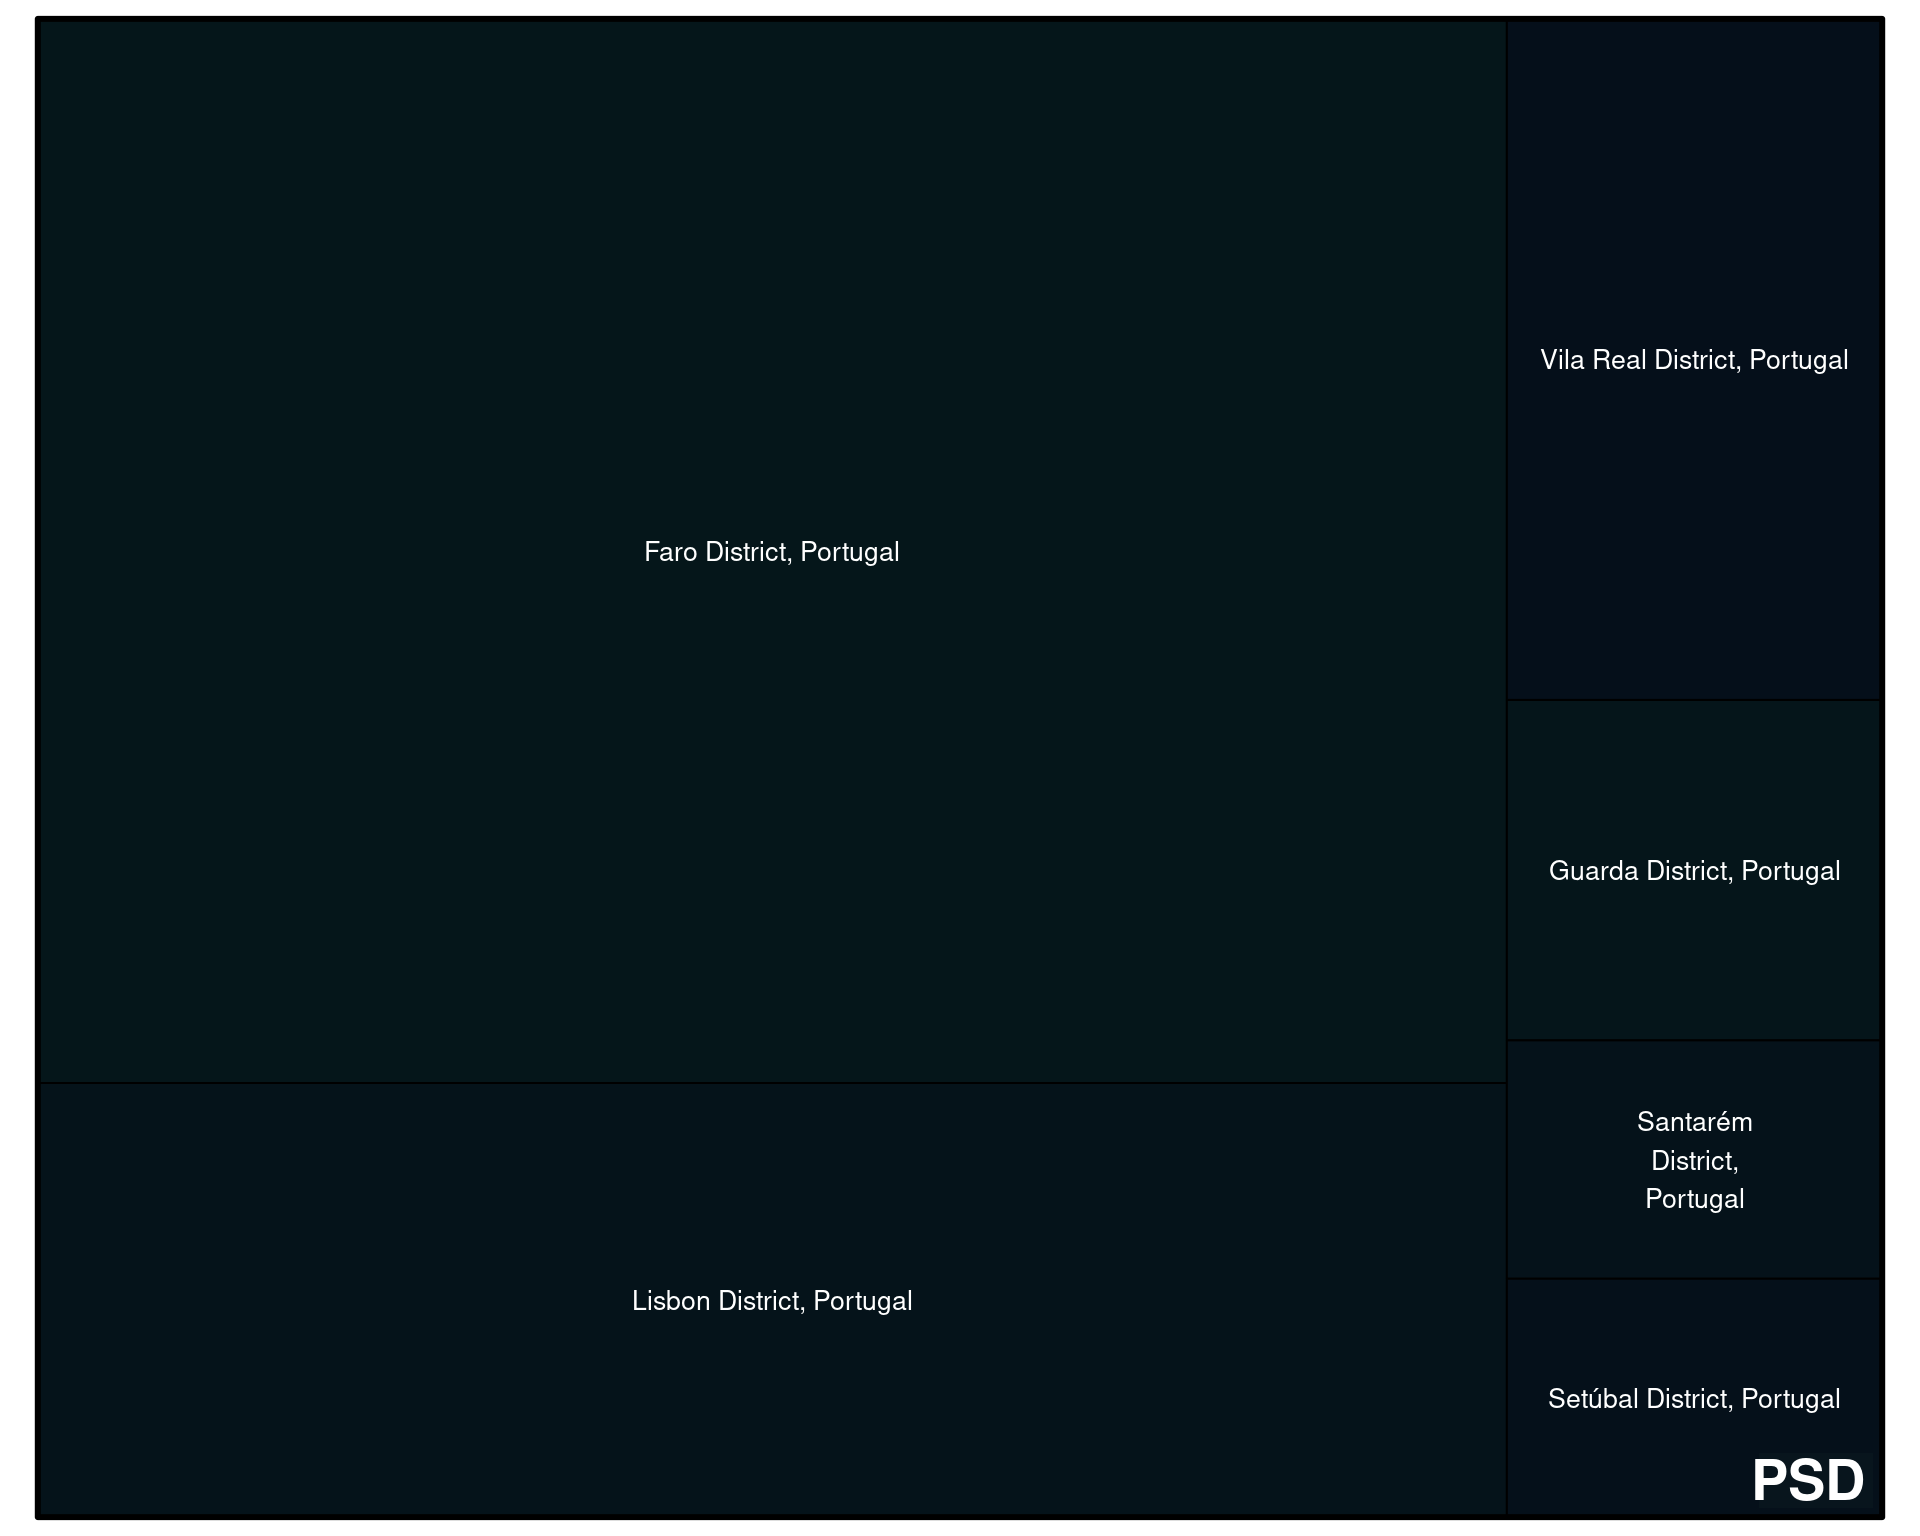 Vila Real District, Portugal
Faro District, Portugal
Guarda District, Portugal
Santarém
District,
Portugal
Lisbon District, Portugal
Setúbal District, Portugal
PSD